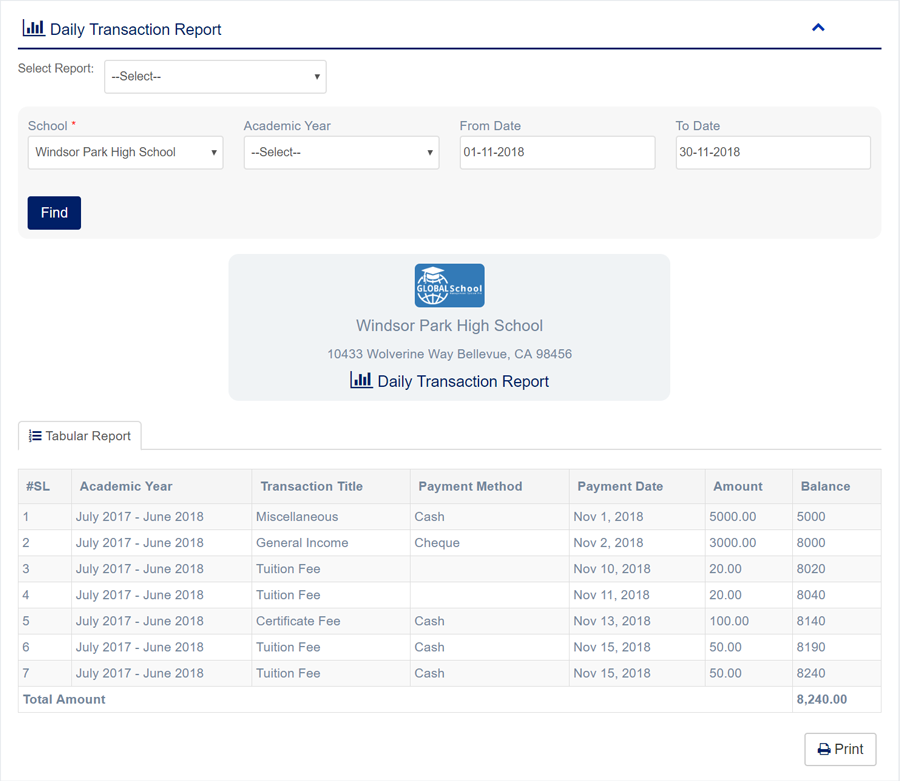 Daily Transaction Report
Select Report: --Select--
School * Academic Year From Date To Date
Windsor Park High School --Select-- 01-11-2018 30-11-2018
Find
GLOBAL School
Windsor Park High School
10433 Wolverine Way Bellevue, CA 98456
Daily Transaction Report
Tabular Report
#SL Academic Year Transaction Title Payment Method Payment Date Amount Balance
1 July 2017 - June 2018 Miscellaneous Cash Nov 1, 2018 5000.00 5000
2 July 2017 - June 2018 General Income Cheque Nov 2, 2018 3000.00 8000
3 July 2017 - June 2018 Tuition Fee Nov 10, 2018 20.00 8020
4 July 2017 - June 2018 Tuition Fee Nov 11, 2018 20.00 8040
5 July 2017 - June 2018 Certificate Fee Cash Nov 13, 2018 100.00 8140
6 July 2017 - June 2018 Tuition Fee Cash Nov 15, 2018 50.00 8190
7 July 2017 - June 2018 Tuition Fee Cash Nov 15, 2018 50.00 8240
Total Amount 8,240.00
Print